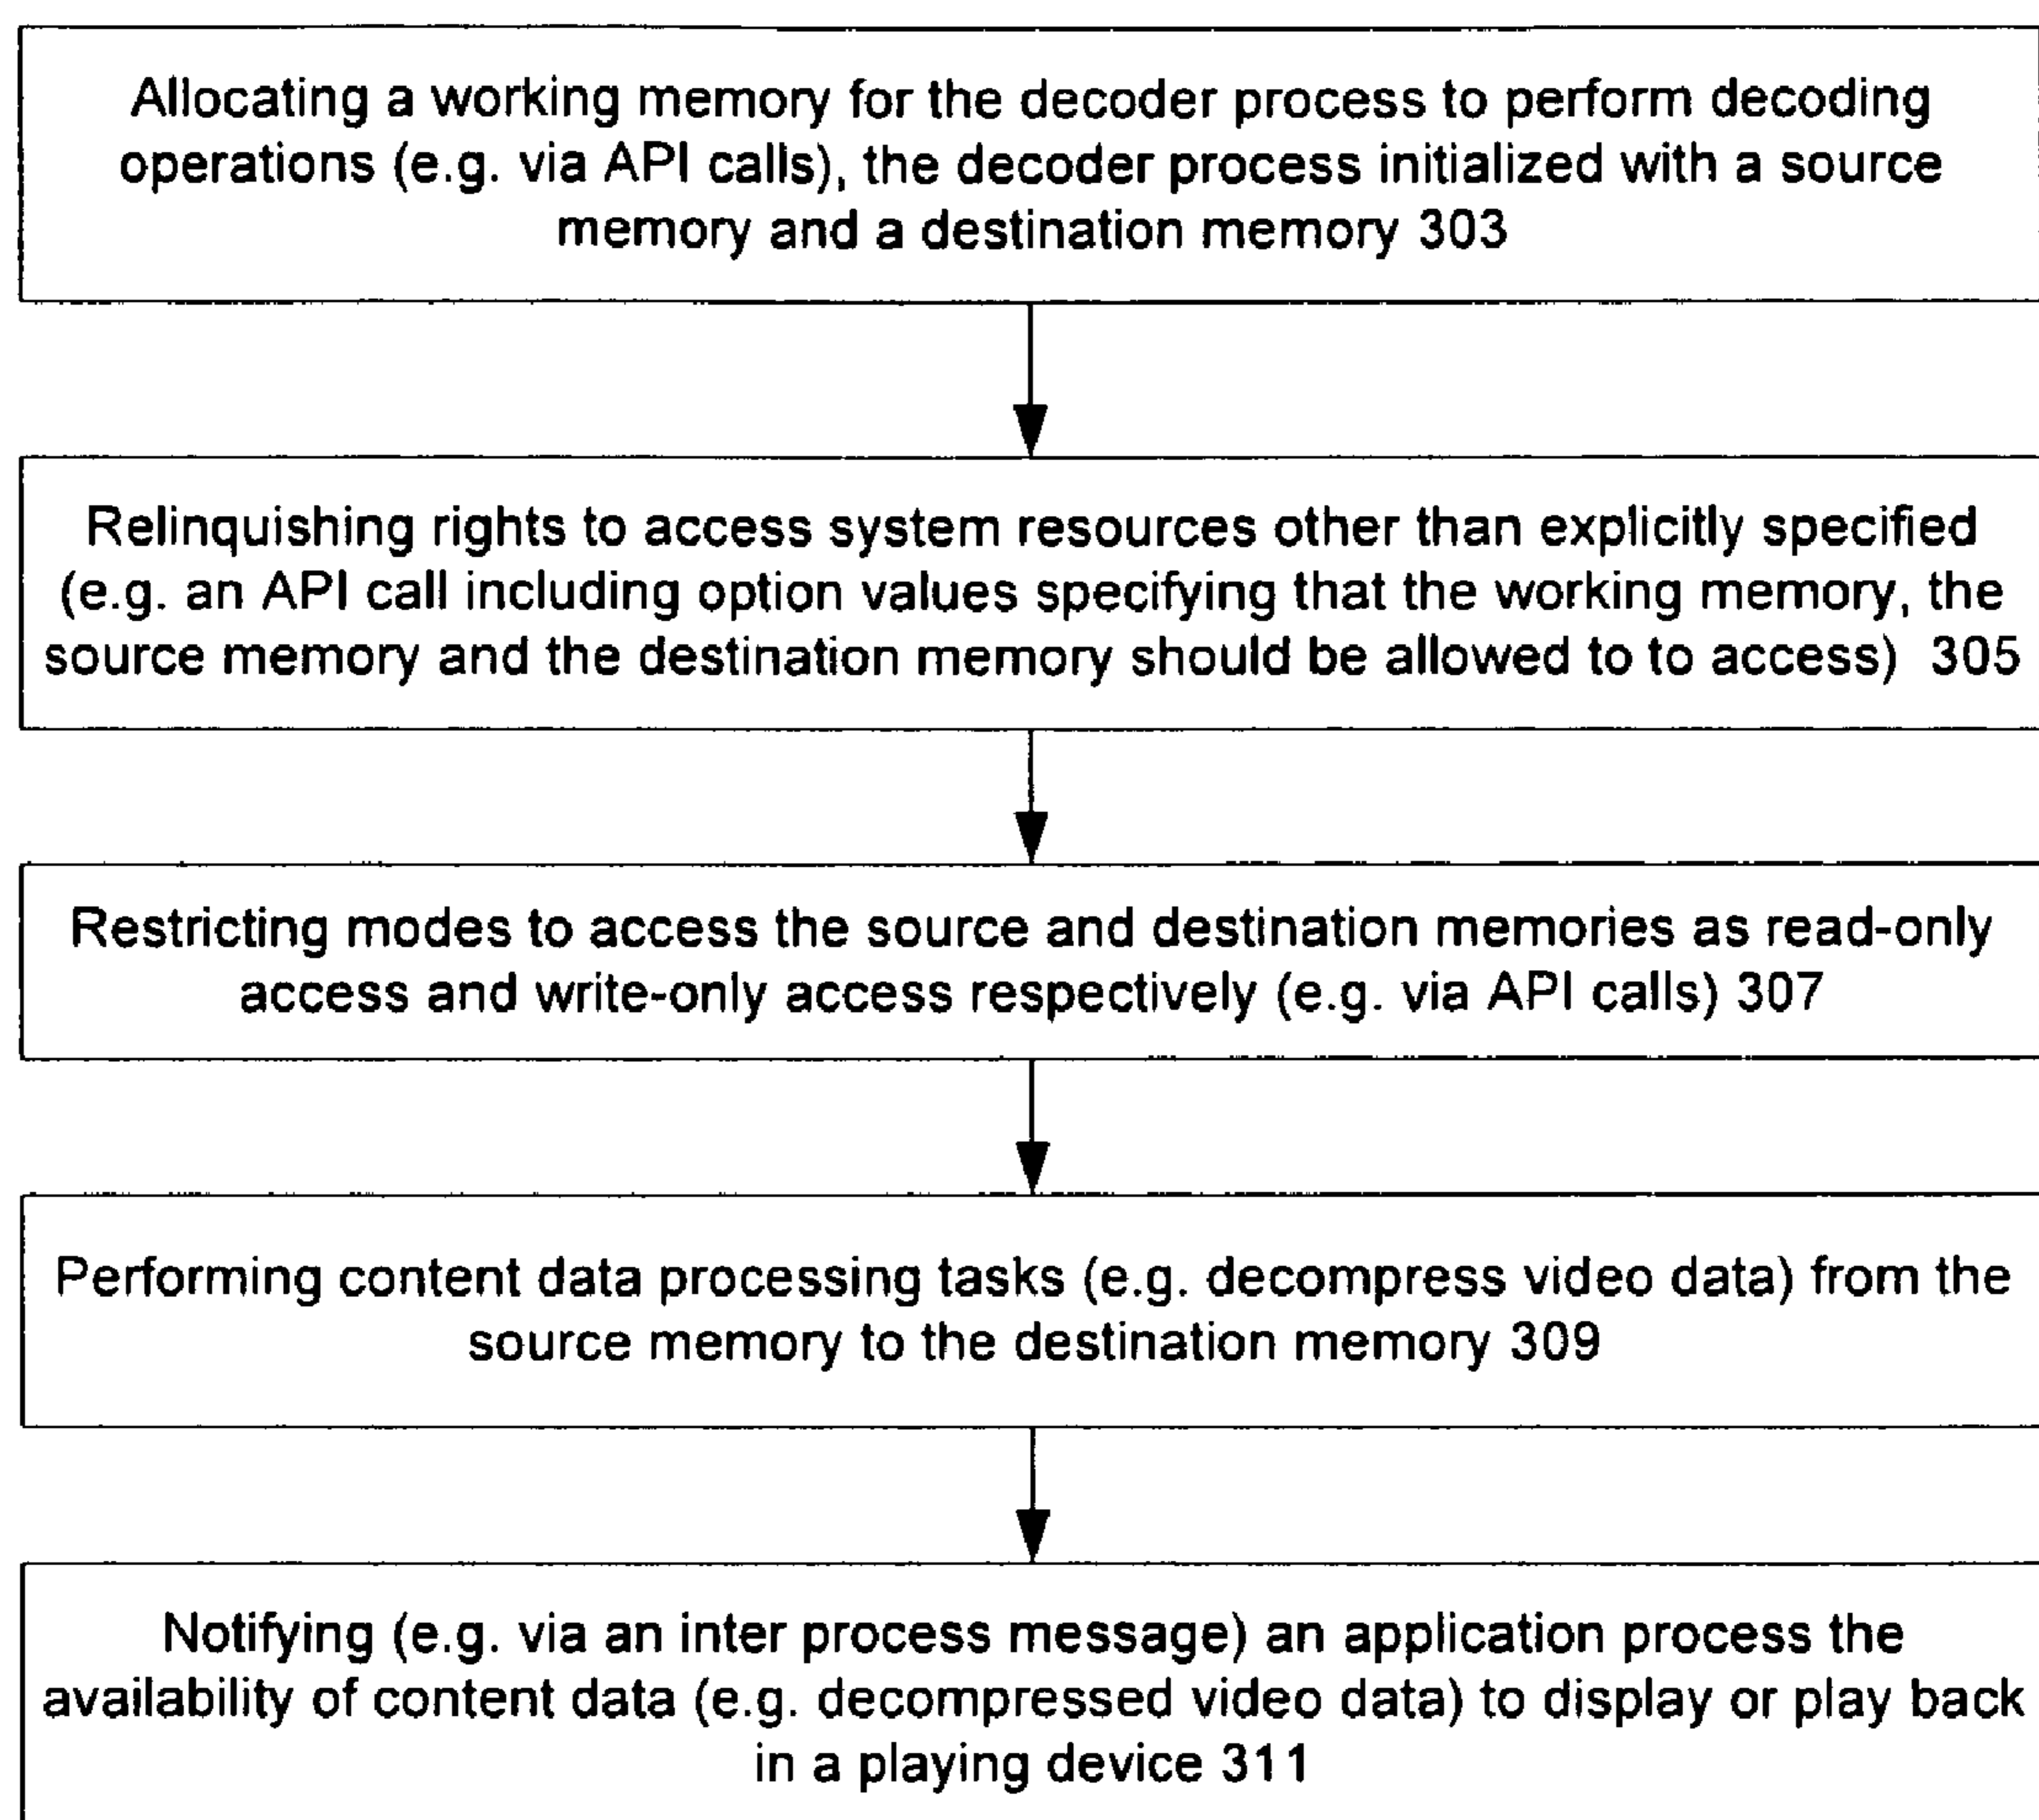 Allocating a working memory for the decoder process to perform decoding
operations (e.g. via API calls), the decoder process initialized with a source
memory and a destination memory 303
Relinquishing rights to access system resources other than explicitly specified
(e.g. an API call including option values specifying that the working memory, the
source memory and the destination memory should be allowed to to access) 305
Restricting modes to access the source and destination memories as read-only
access and write-only access respectively (e.g. via API calls) 307
Performing content data processing tasks (e.g. decompress video data) from the
source memory to the destination memory 309
Notifying (e.g. via an inter process message) an application process the
availability of content data (e.g. decompressed video data) to display or play back
in a playing device 311